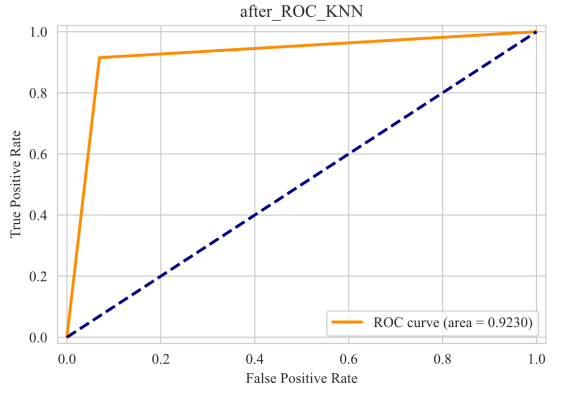 after_ROC_KNN
True Positive Rate
1.0
0.8
0.6
0.4
0.2
0.0
ROC curve (area = 0.9230)
0.0 0.2 0.4 0.6 0.8 1.0
False Positive Rate